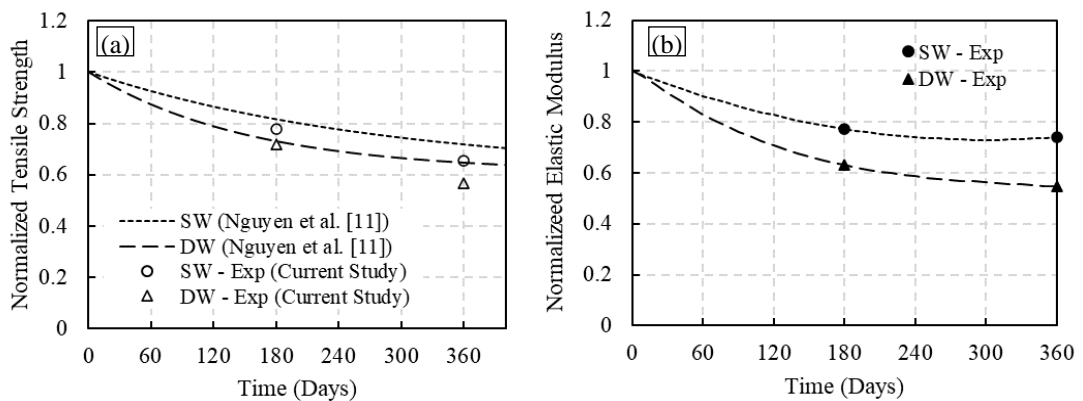 (a)
Normalized Tensile Strength
1.2
1
0.8
0.6
0.4
0.2
0
SW (Nguyen et al. [11])
DW (Nguyen et al. [11])
SW - Exp (Current Study)
DW - Exp (Current Study)
0 60 120 180 240 300 360
Time (Days)
(b)
Normalizeed Elastic Modulus
1.2
1
0.8
0.6
0.4
0.2
0
SW - Exp
DW - Exp
0 60 120 180 240 300 360
Time (Days)